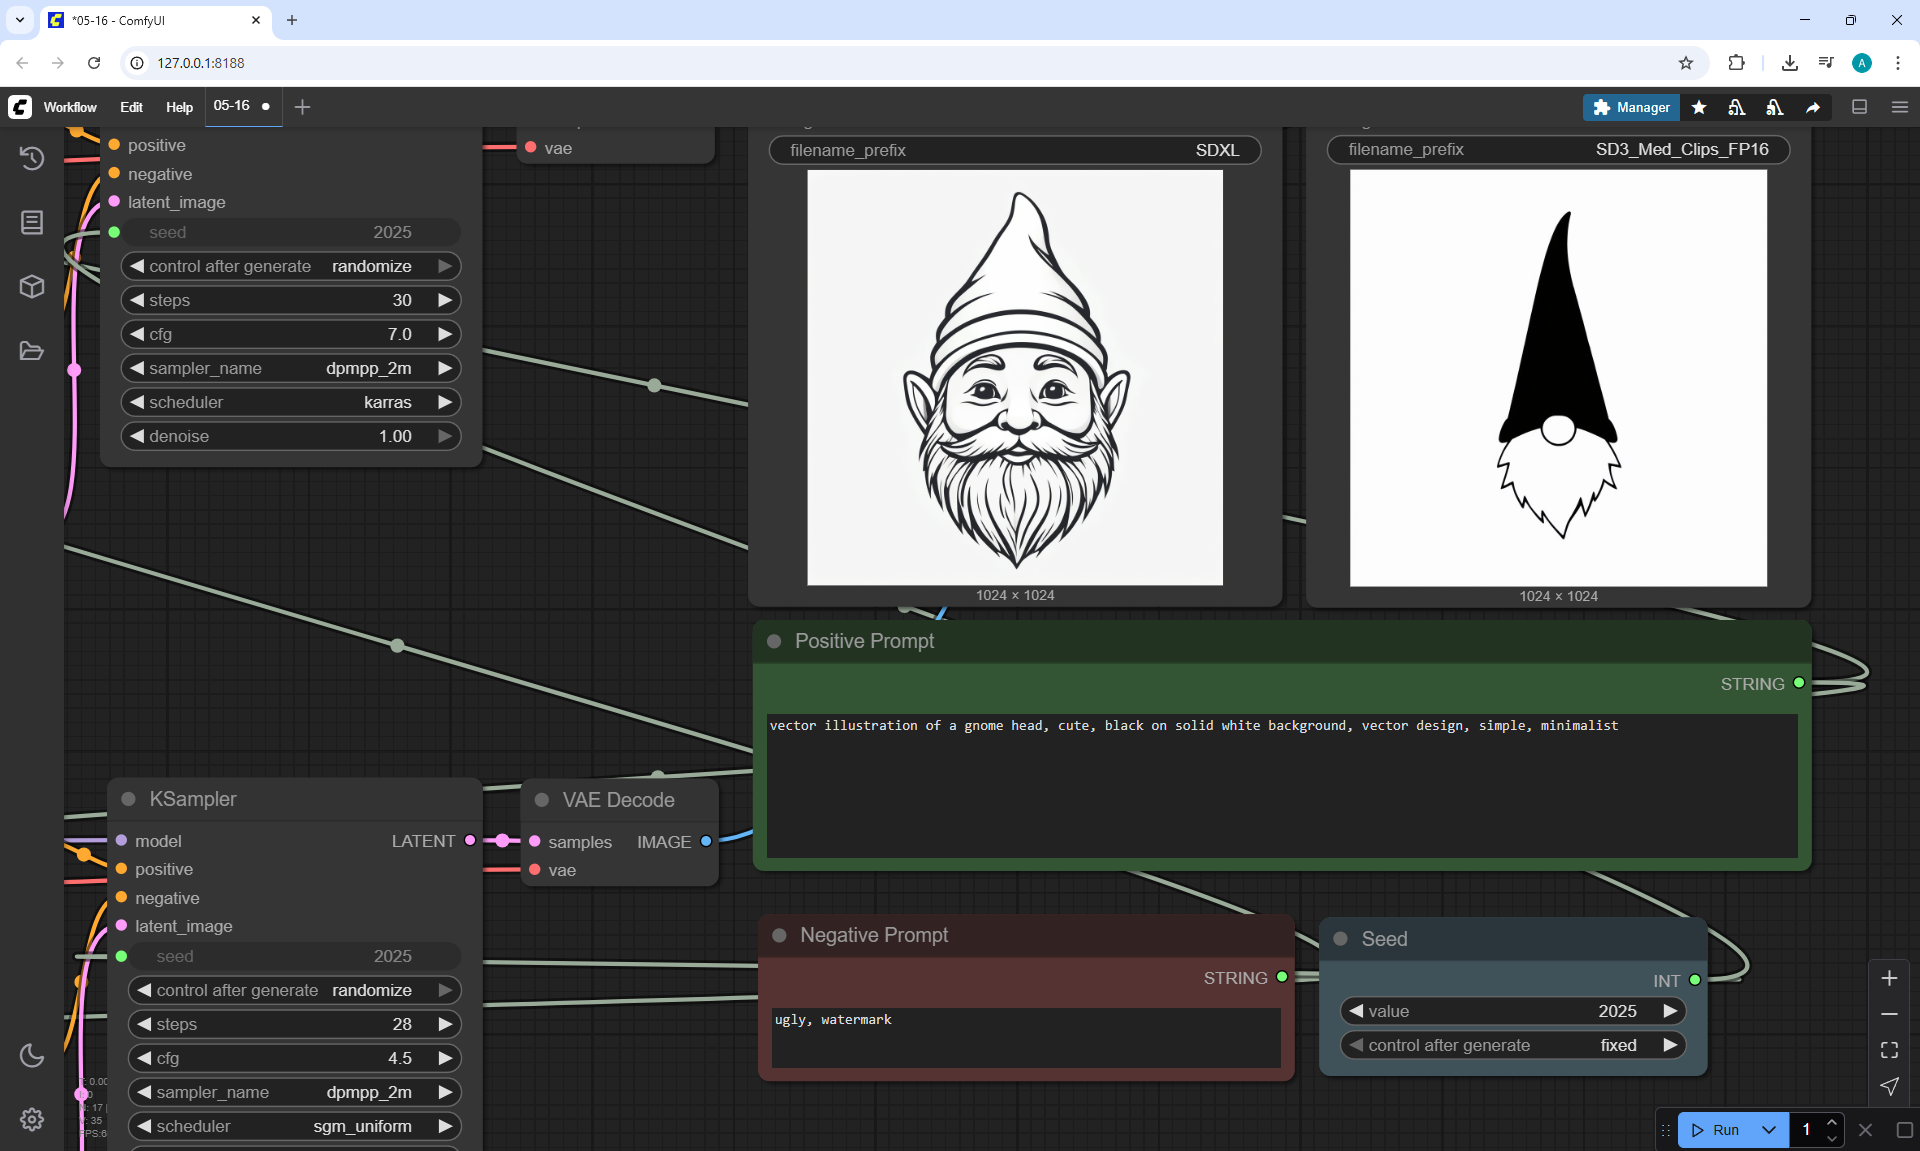 *05-16 - ComfyUI
127.0.0.1:8188
Workflow Edit Help 05-16
Manager
positive
negative
latent_image
seed 2025
control after generate randomize
steps 30
cfg 7.0
sampler_name dpmpp_2m
scheduler karras
denoise 1.00
vae
filename_prefix SDXL
1024 × 1024
filename_prefix SD3_Med_Clips_FP16
1024 × 1024
Positive Prompt
STRING
vector illustration of a gnome head, cute, black on solid white background, vector design, simple, minimalist
KSampler
model LATENT
positive
negative
latent_image
seed 2025
control after generate randomize
steps 28
cfg 4.5
sampler_name dpmpp_2m
scheduler sgm_uniform
VAE Decode
samples IMAGE
vae
Negative Prompt
STRING
ugly, watermark
Seed
INT
value 2025
control after generate fixed
Run 1
A